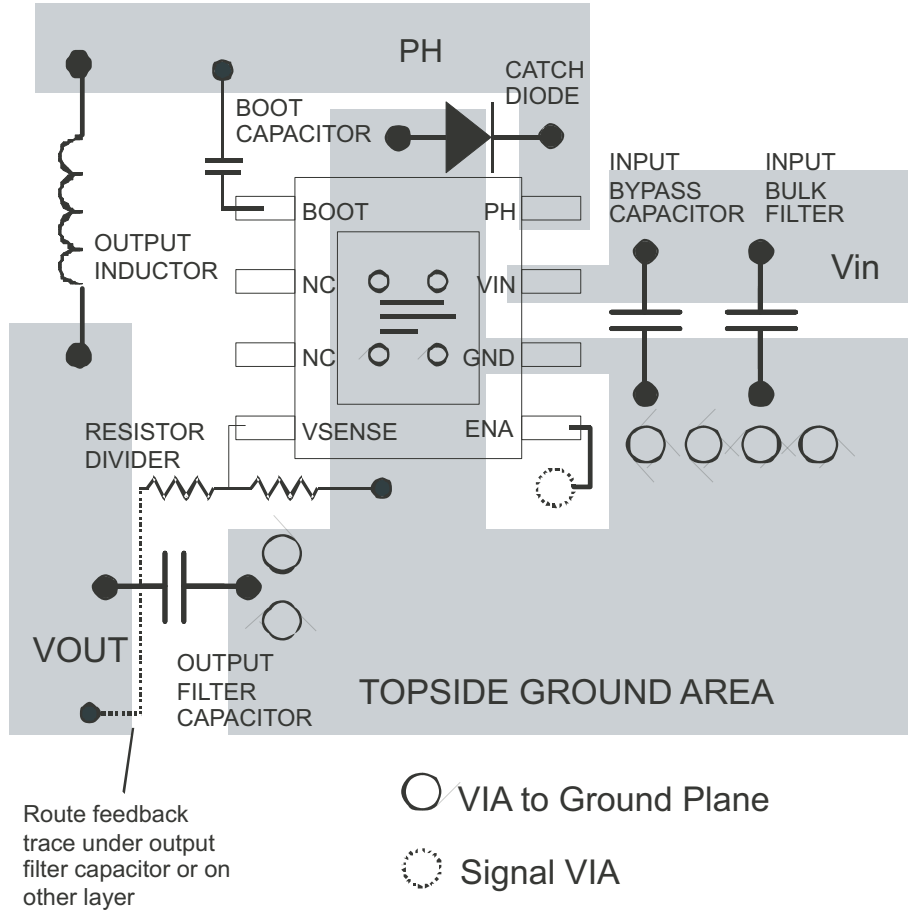 PH
CATCH
DIODE
BOOT
CAPACITOR
INPUT
BYPASS
CAPACITOR
INPUT
BULK
FILTER
BOOT
PH
OUTPUT
INDUCTOR
Vin
NC
VIN
NC
GND
RESISTOR
DIVIDER
VSENSE
ENA
VOUT
OUTPUT
FILTER
CAPACITOR
TOPSIDE GROUND AREA
Route feedback
trace under output
filter capacitor or on
other layer
VIA to Ground Plane
Signal VIA